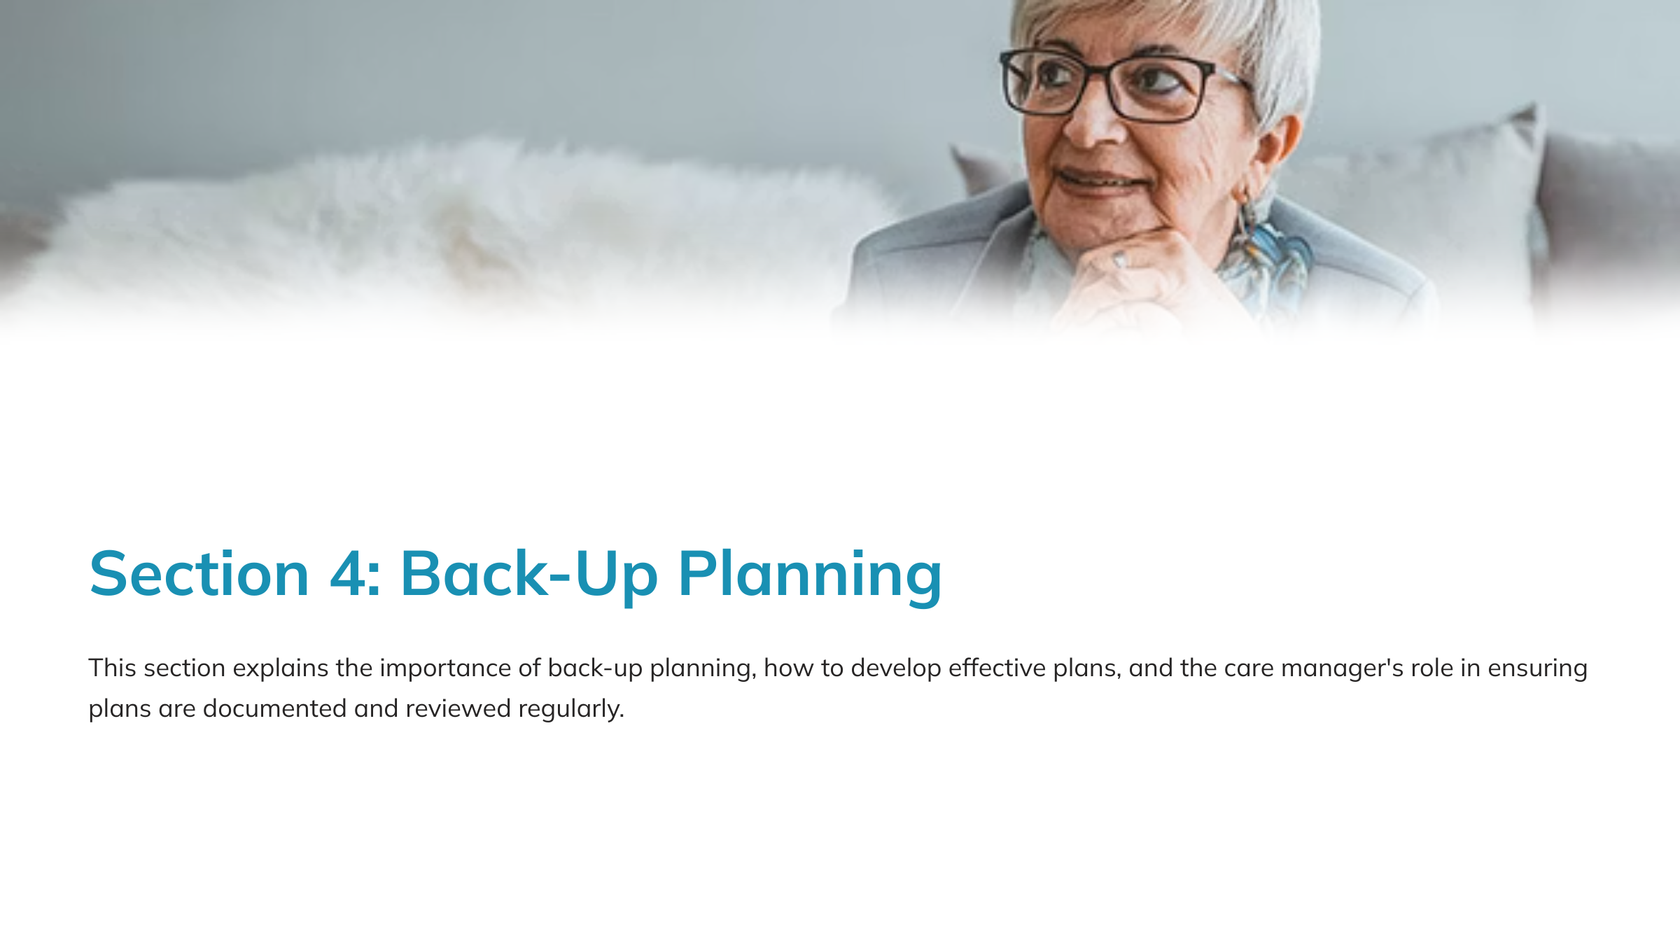 Section 4: Back-Up Planning
This section explains the importance of back-up planning, how to develop effective plans, and the care manager's role in ensuring
plans are documented and reviewed regularly.